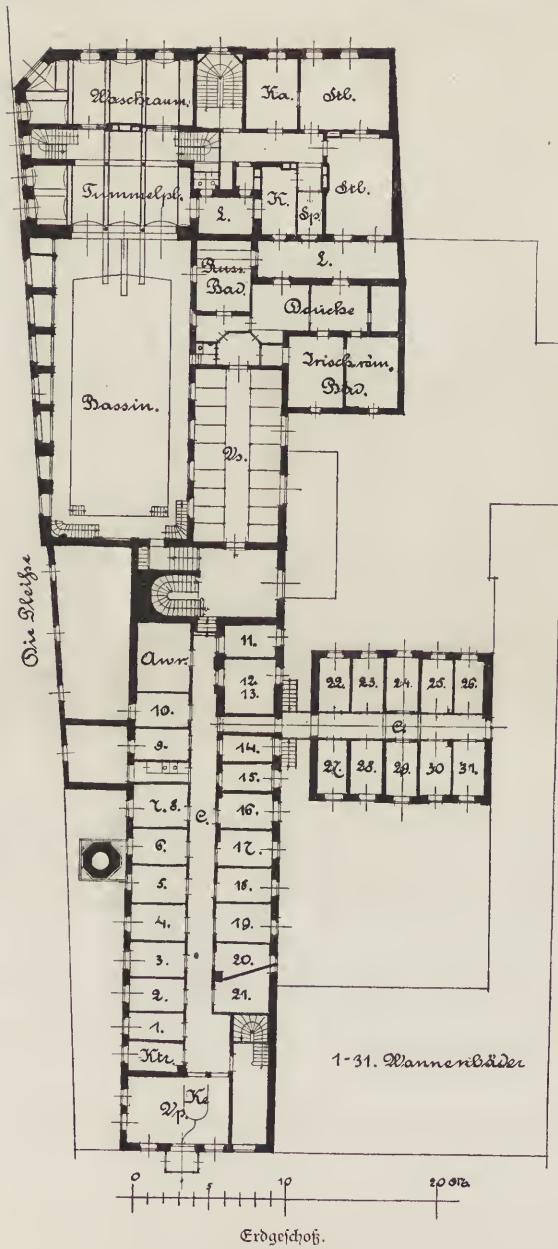 Waschraum.
Ka.
Stb.
Tummelpl.
L.
K.
Sp.
Stb.
Russ.
Bad.
L.
Douche
Irisch röm.
Bad.
Bassin.
Vs.
Die Pleiße
Awr.
11.
12.
13.
10.
9.
14.
15.
7. 8.
C.
16.
6.
17.
5.
18.
4.
19.
3.
20.
2.
21.
1.
Ktr.
Ke
Vp.
22. 23. 24. 25. 26.
C.
27. 28. 29. 30 31.
1-31. Wannenbäder
0 5 10 20 Mtr.
Erdgeschoß.